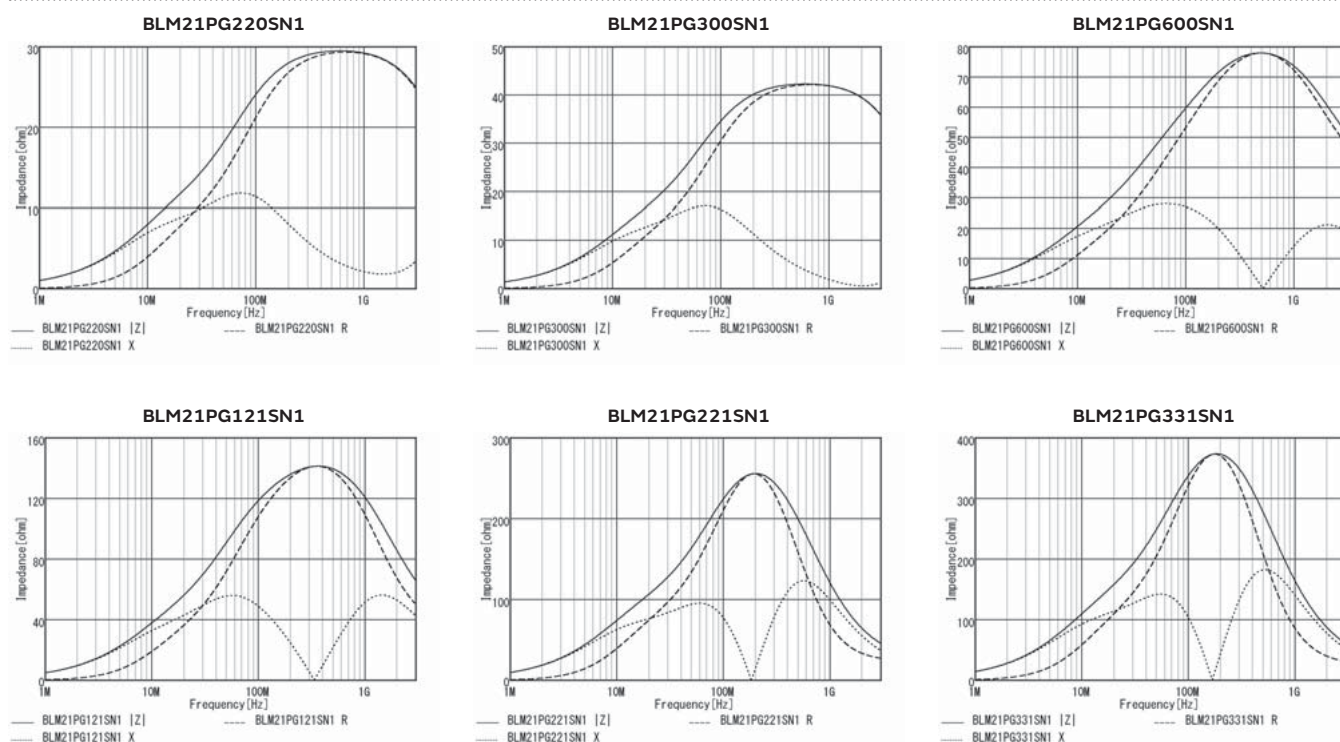 BLM21PG220SN1
BLM21PG300SN1
BLM21PG600SN1
30
20
10
0
Impedance[ohm]
1M 10M 100M 1G
Frequency[Hz]
BLM21PG220SN1 |Z| BLM21PG220SN1 R
BLM21PG220SN1 X
50
40
30
20
10
0
Impedance[ohm]
1M 10M 100M 1G
Frequency[Hz]
BLM21PG300SN1 |Z| BLM21PG300SN1 R
BLM21PG300SN1 X
80
70
60
50
40
30
20
10
0
Impedance[ohm]
1M 10M 100M 1G
Frequency[Hz]
BLM21PG600SN1 |Z| BLM21PG600SN1 R
BLM21PG600SN1 X
BLM21PG121SN1
BLM21PG221SN1
BLM21PG331SN1
160
120
80
40
0
Impedance[ohm]
1M 10M 100M 1G
Frequency[Hz]
BLM21PG121SN1 |Z| BLM21PG121SN1 R
BLM21PG121SN1 X
300
200
100
0
Impedance[ohm]
1M 10M 100M 1G
Frequency[Hz]
BLM21PG221SN1 |Z| BLM21PG221SN1 R
BLM21PG221SN1 X
400
300
200
100
0
Impedance[ohm]
1M 10M 100M 1G
Frequency[Hz]
BLM21PG331SN1 |Z| BLM21PG331SN1 R
BLM21PG331SN1 X